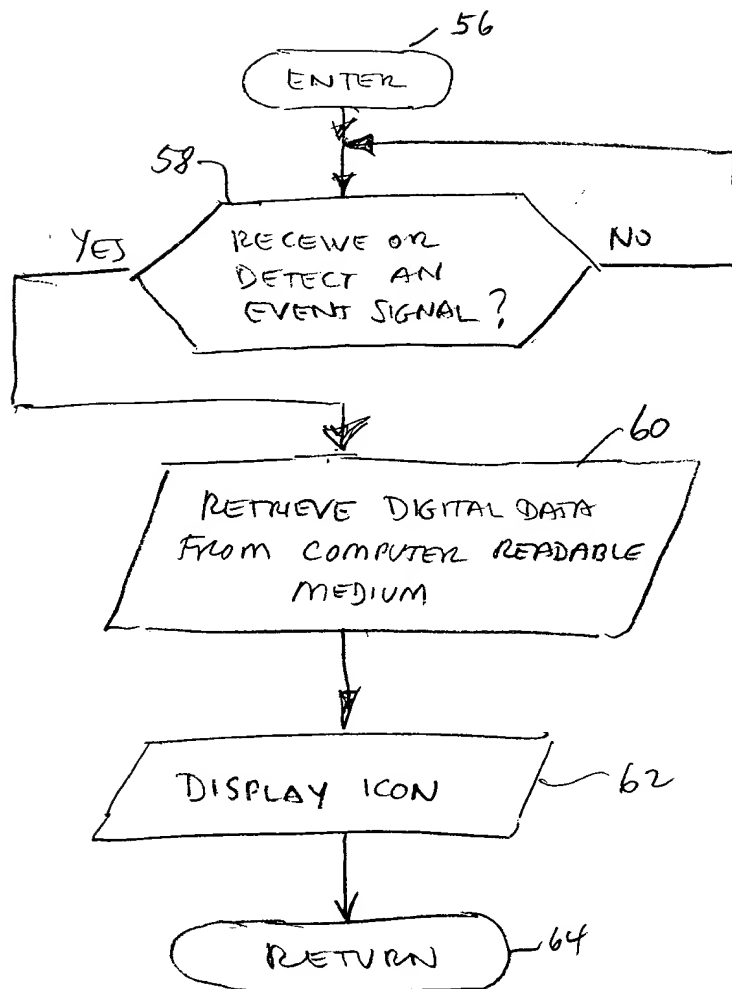 56
ENTER
58
YES
RECEIVE OR
DETECT AN
EVENT SIGNAL?
NO
60
RETRIEVE DIGITAL DATA
FROM COMPUTER READABLE
MEDIUM
DISPLAY ICON
62
RETURN
64